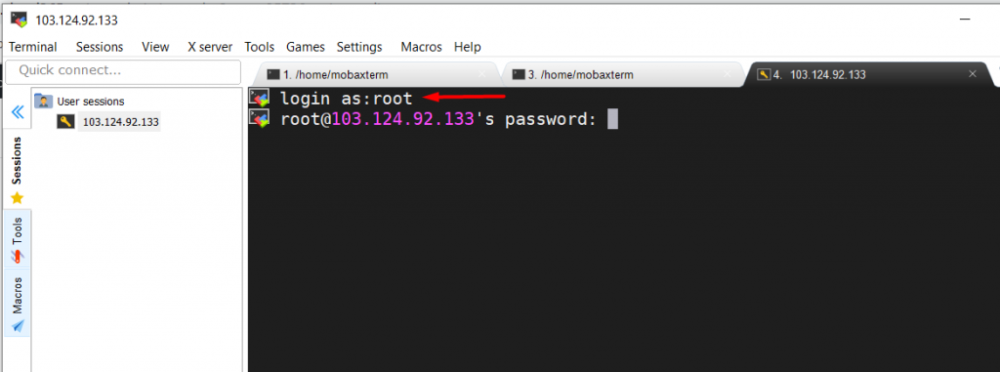 103.124.92.133
Terminal Sessions View X server Tools Games Settings Macros Help
Quick connect...
1. /home/mobaxterm
3. /home/mobaxterm
4. 103.124.92.133
User sessions
103.124.92.133
Sessions
Tools
Macros
login as:root
root@103.124.92.133's password: